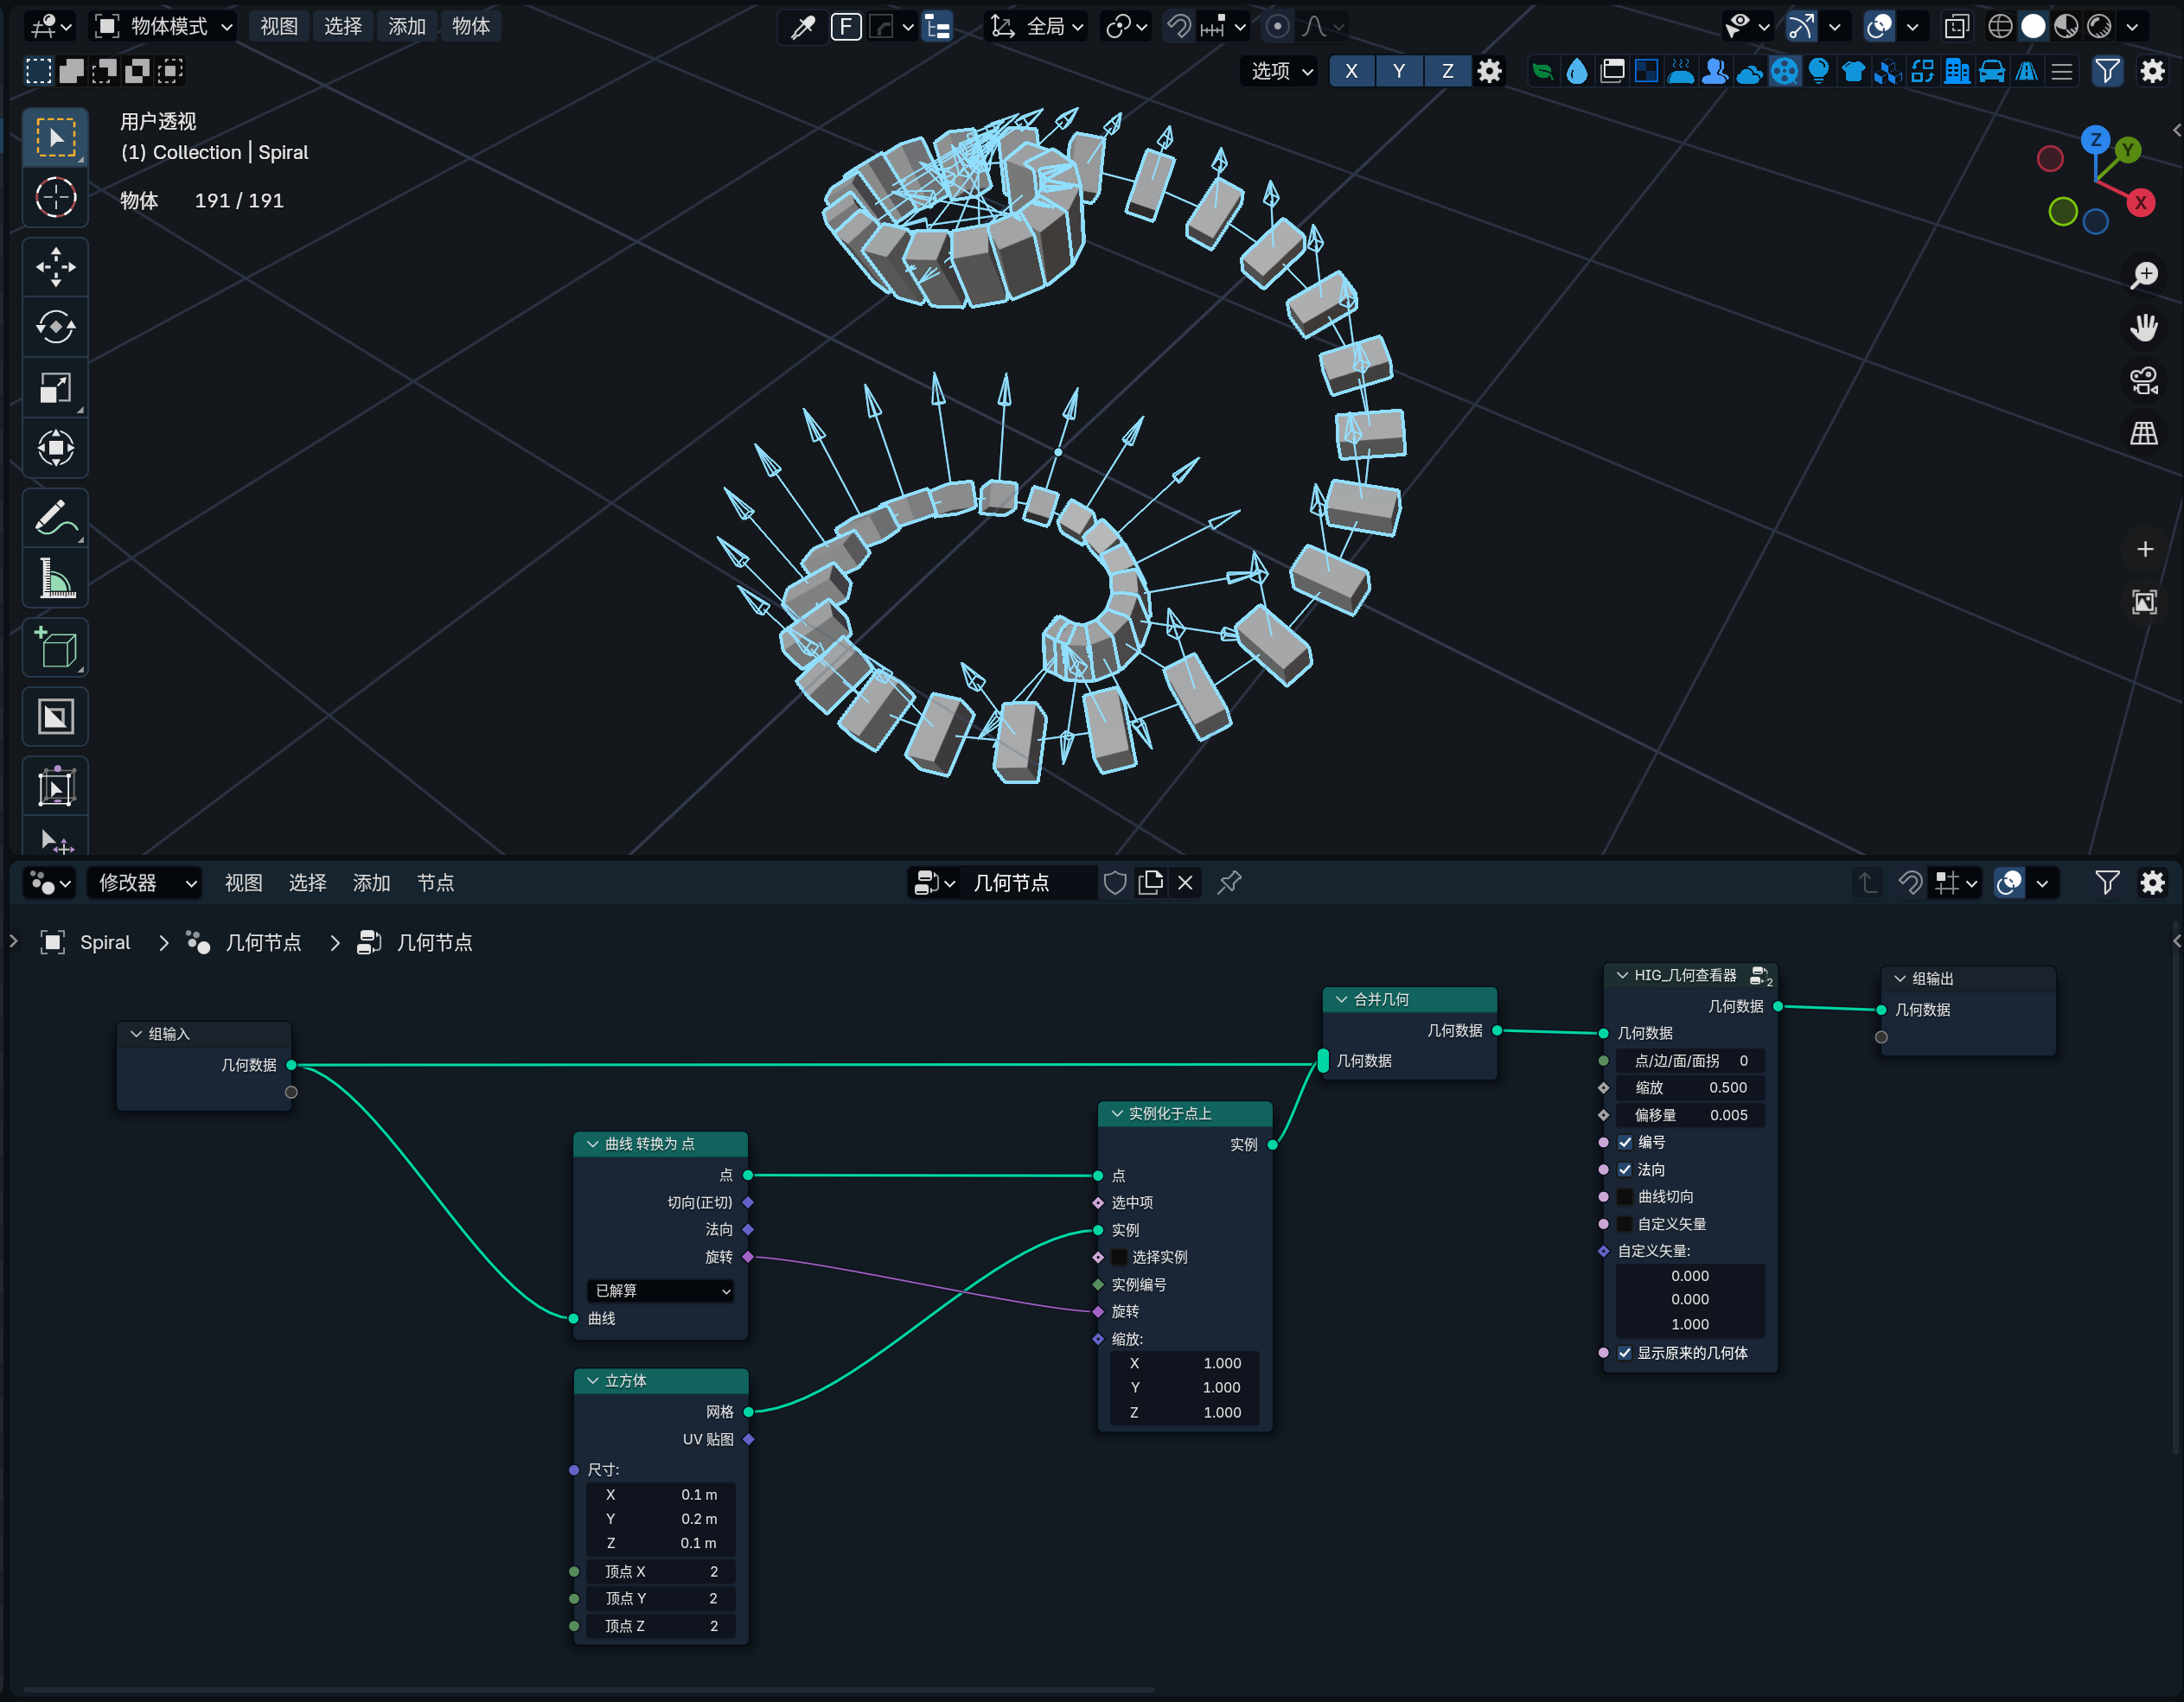 物体模式 视图 选择 添加 物体 F 全局
选项 X Y Z
用户透视
(1) Collection | Spiral
物体 191 / 191
Z Y X
修改器 视图 选择 添加 节点 几何节点
Spiral 几何节点 几何节点
组输入
几何数据
曲线 转换为 点
点
切向(正切)
法向
旋转
已解算
曲线
立方体
网格
UV 贴图
尺寸:
X 0.1 m
Y 0.2 m
Z 0.1 m
顶点 X 2
顶点 Y 2
顶点 Z 2
实例化于点上
实例
点
选中项
实例
选择实例
实例编号
旋转
缩放:
X 1.000
Y 1.000
Z 1.000
合并几何
几何数据
几何数据
HIG_几何查看器 2
几何数据
几何数据
点/边/面/面拐 0
缩放 0.500
偏移量 0.005
编号
法向
曲线切向
自定义矢量
自定义矢量:
0.000
0.000
1.000
显示原来的几何体
组输出
几何数据